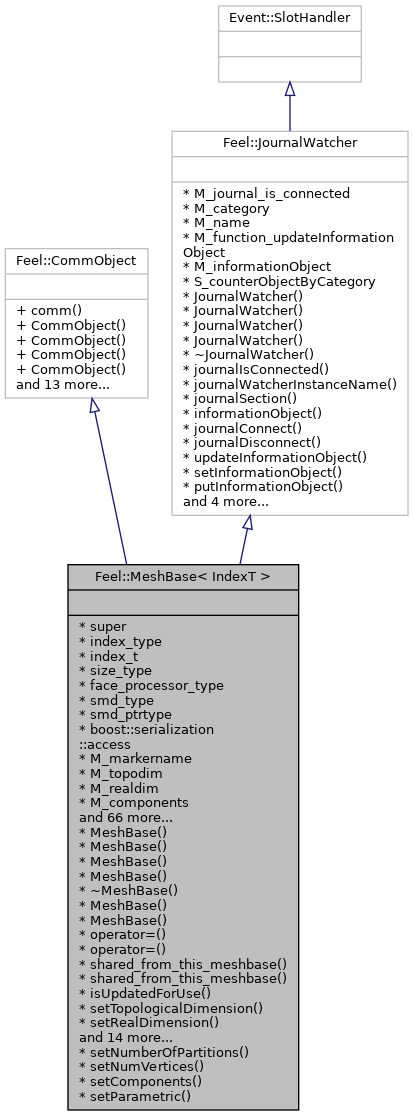 Event::SlotHandler
Feel::JournalWatcher
* M_journal_is_connected
* M_category
* M_name
* M_function_updateInformation
Object
* M_informationObject
* S_counterObjectByCategory
* JournalWatcher()
* JournalWatcher()
* JournalWatcher()
* JournalWatcher()
* ~JournalWatcher()
* journalIsConnected()
* journalWatcherInstanceName()
* journalSection()
* informationObject()
* journalConnect()
* journalDisconnect()
* updateInformationObject()
* setInformationObject()
* putInformationObject()
and 4 more...
Feel::CommObject
+ comm()
+ CommObject()
+ CommObject()
+ CommObject()
+ CommObject()
and 13 more...
Feel::MeshBase< IndexT >
* super
* index_type
* index_t
* size_type
* face_processor_type
* smd_type
* smd_ptrtype
* boost::serialization
::access
* M_markername
* M_topodim
* M_realdim
* M_components
and 66 more...
* MeshBase()
* MeshBase()
* MeshBase()
* MeshBase()
* ~MeshBase()
* MeshBase()
* MeshBase()
* operator=()
* operator=()
* shared_from_this_meshbase()
* shared_from_this_meshbase()
* isUpdatedForUse()
* setTopologicalDimension()
* setRealDimension()
and 14 more...
* setNumberOfPartitions()
* setNumVertices()
* setComponents()
* setParametric()